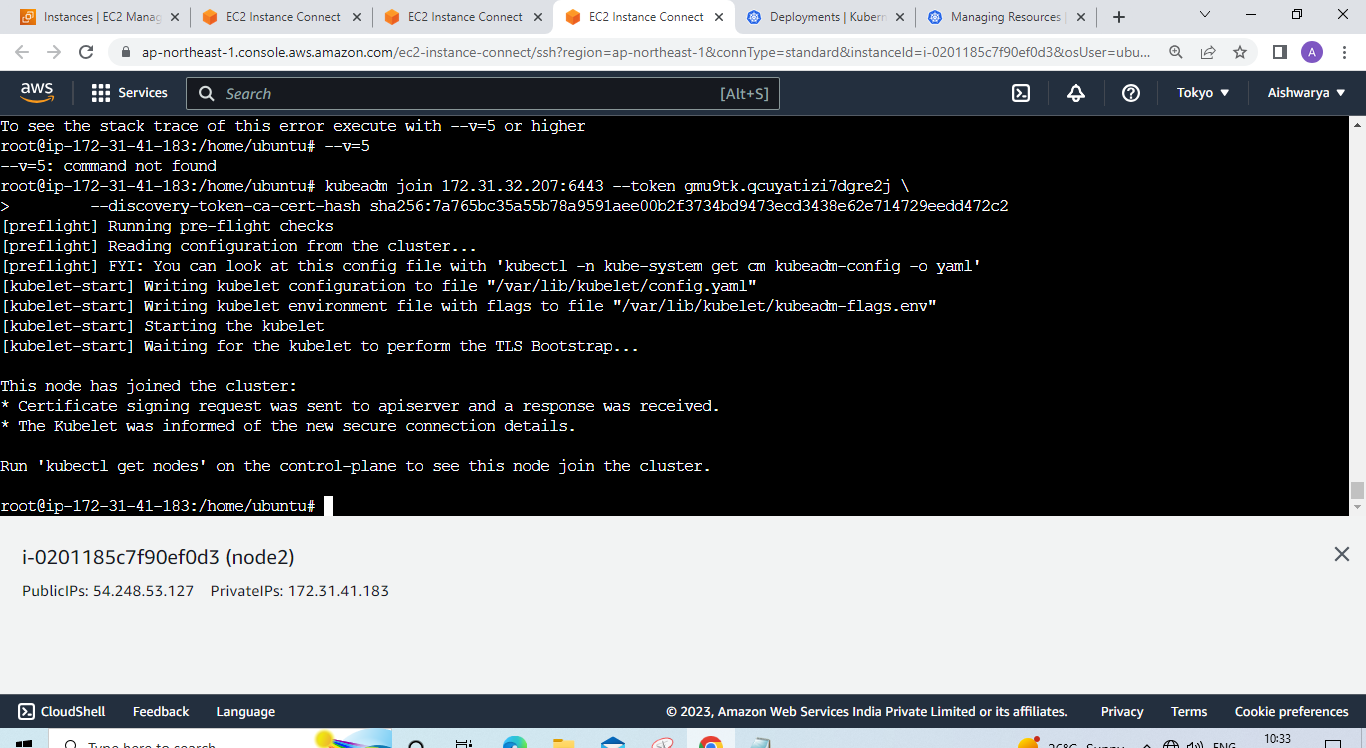 Instances | EC2 Manag
EC2 Instance Connect
EC2 Instance Connect
EC2 Instance Connect
Deployments | Kubern
Managing Resources |
ap-northeast-1.console.aws.amazon.com/ec2-instance-connect/ssh?region=ap-northeast-1&connType=standard&instanceId=i-0201185c7f90ef0d3&osUser=ubu...
A
aws
Services
Search
[Alt+S]
Tokyo
Aishwarya
To see the stack trace of this error execute with --v=5 or higher
root@ip-172-31-41-183:/home/ubuntu# --v=5
--v=5: command not found
root@ip-172-31-41-183:/home/ubuntu# kubeadm join 172.31.32.207:6443 --token gmu9tk.qcuyatizi7dgre2j \
> --discovery-token-ca-cert-hash sha256:7a765bc35a55b78a9591aee00b2f3734bd9473ecd3438e62e714729eedd472c2
[preflight] Running pre-flight checks
[preflight] Reading configuration from the cluster...
[preflight] FYI: You can look at this config file with 'kubectl -n kube-system get cm kubeadm-config -o yaml'
[kubelet-start] Writing kubelet configuration to file "/var/lib/kubelet/config.yaml"
[kubelet-start] Writing kubelet environment file with flags to file "/var/lib/kubelet/kubeadm-flags.env"
[kubelet-start] Starting the kubelet
[kubelet-start] Waiting for the kubelet to perform the TLS Bootstrap...
This node has joined the cluster:
* Certificate signing request was sent to apiserver and a response was received.
* The Kubelet was informed of the new secure connection details.
Run 'kubectl get nodes' on the control-plane to see this node join the cluster.
root@ip-172-31-41-183:/home/ubuntu#
i-0201185c7f90ef0d3 (node2)
PublicIPs: 54.248.53.127 PrivateIPs: 172.31.41.183
CloudShell
Feedback
Language
© 2023, Amazon Web Services India Private Limited or its affiliates.
Privacy
Terms
Cookie preferences
Type here to search
26°C Sunny
ENG
10:33